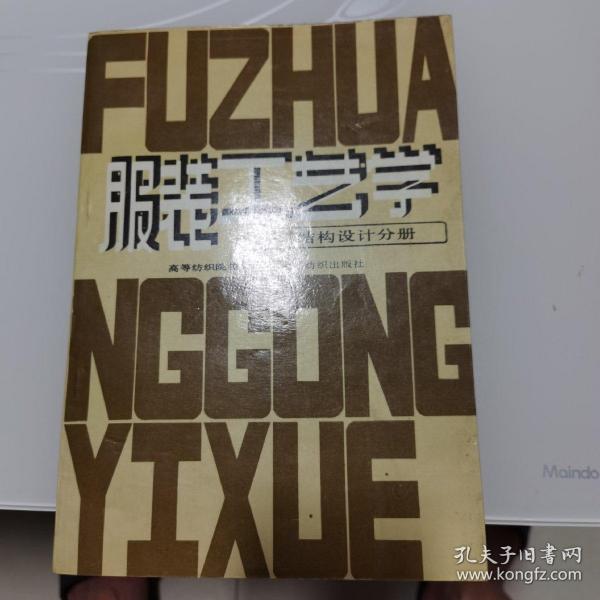 FUZHUA
服装工艺学
结构设计分册
高等纺织院校
纺织出版社
NGGONG
YIXUE
Maindo
孔夫子旧书网
www.kongfz.com